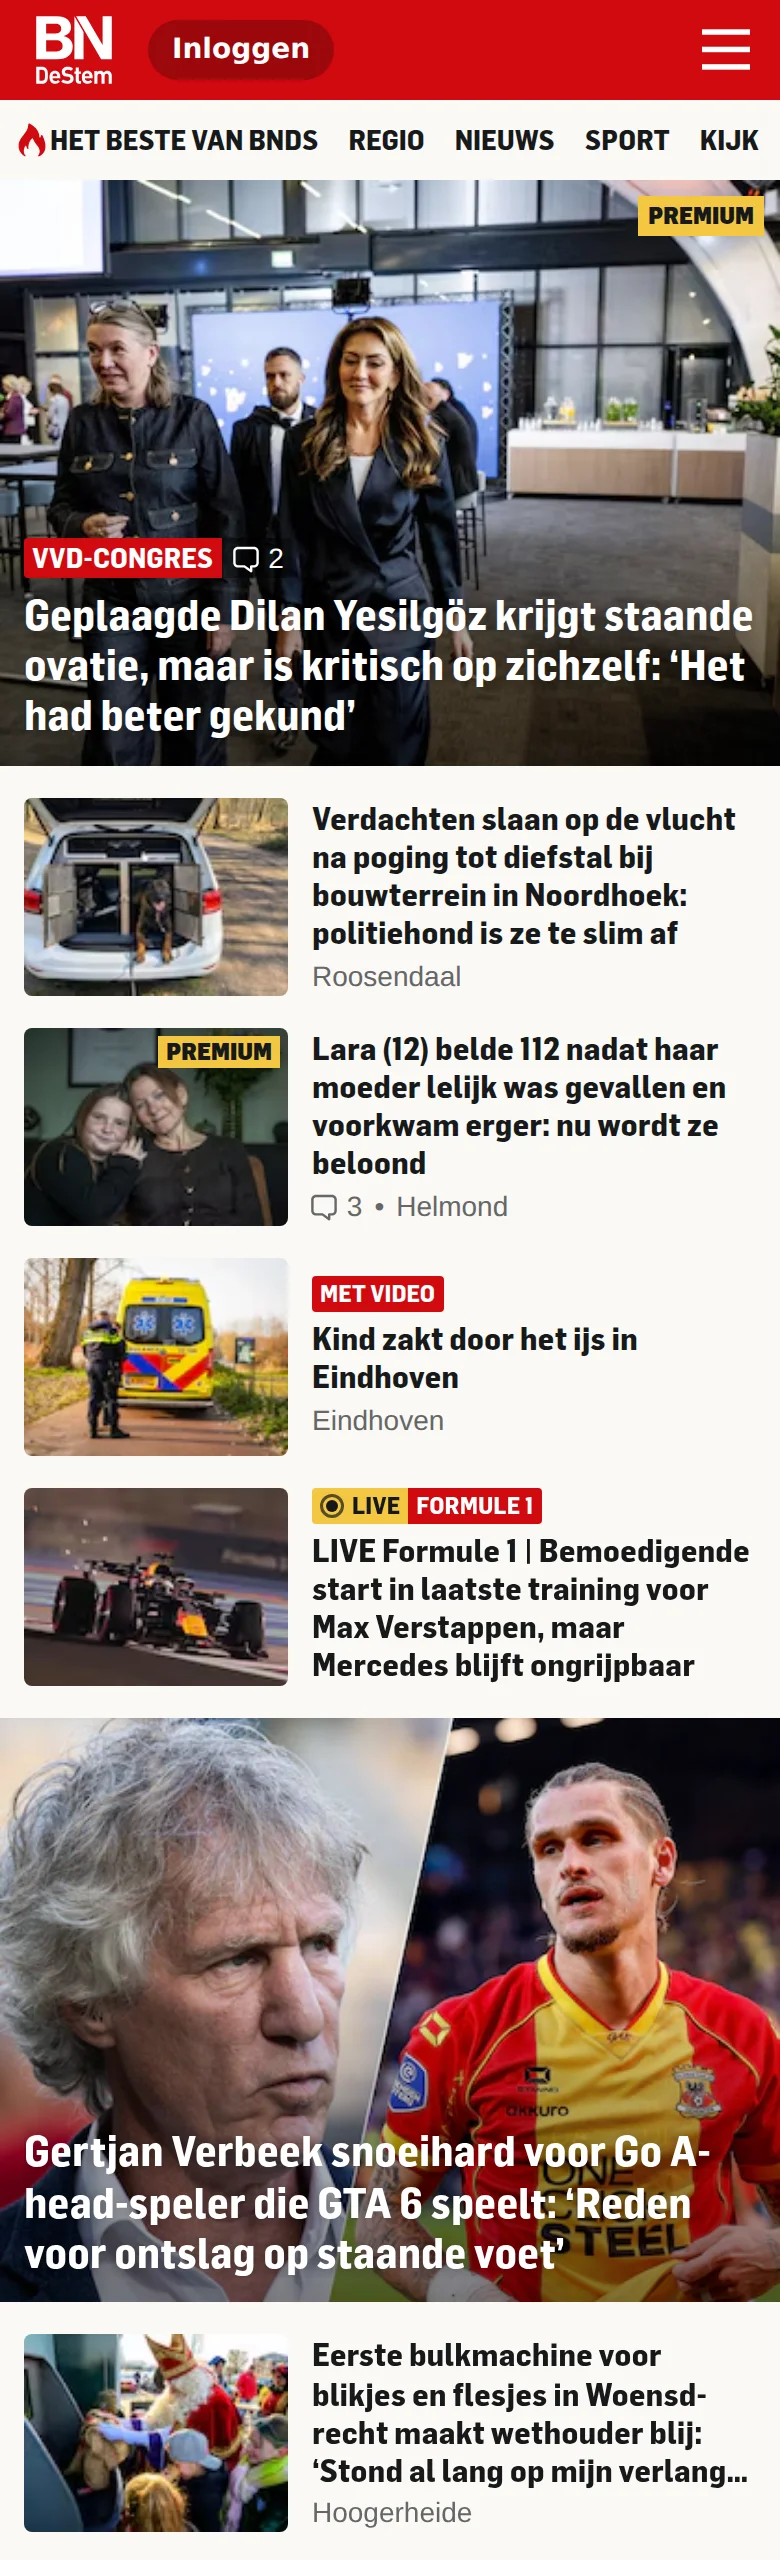 BN
DeStem
Inloggen
HET BESTE VAN BNDS REGIO NIEUWS SPORT KIJK
PREMIUM
VVD-CONGRES 2
Geplaagde Dilan Yesilgöz krijgt staande
ovatie, maar is kritisch op zichzelf: ‘Het
had beter gekund’
Verdachten slaan op de vlucht
na poging tot diefstal bij
bouwterrein in Noordhoek:
politiehond is ze te slim af
Roosendaal
PREMIUM
Lara (12) belde 112 nadat haar
moeder lelijk was gevallen en
voorkwam erger: nu wordt ze
beloond
3 • Helmond
MET VIDEO
Kind zakt door het ijs in
Eindhoven
Eindhoven
LIVE FORMULE 1
LIVE Formule 1 | Bemoedigende
start in laatste training voor
Max Verstappen, maar
Mercedes blijft ongrijpbaar
STANNO
akkuro
ONE
STEEL
Gertjan Verbeek snoeihard voor Go A-
head-speler die GTA 6 speelt: ‘Reden
voor ontslag op staande voet’
Eerste bulkmachine voor
blikjes en flesjes in Woensd-
recht maakt wethouder blij:
‘Stond al lang op mijn verlang...
Hoogerheide